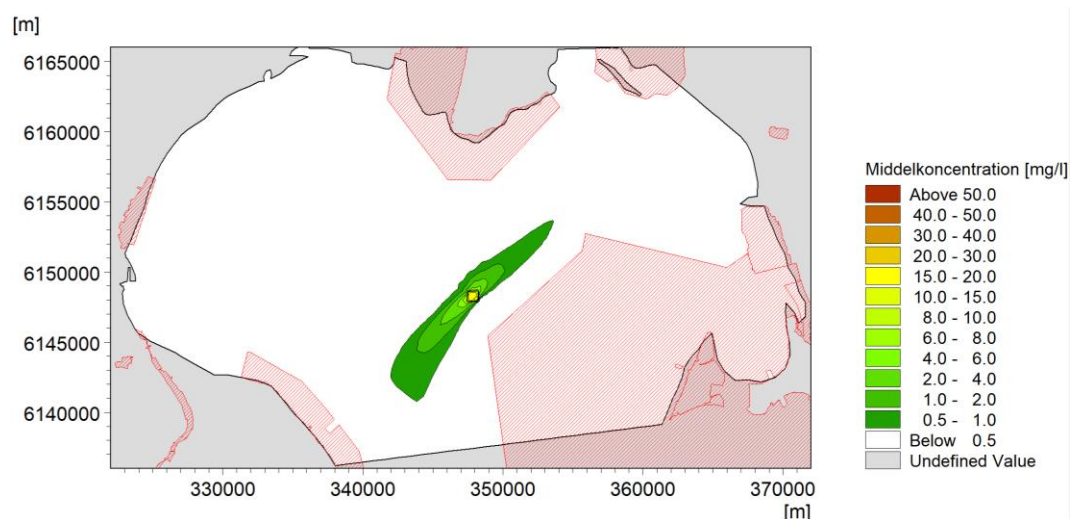 [m]
6165000
6160000
6155000
6150000
6145000
6140000
330000 340000 350000 360000 370000
[m]
Middelkoncentration [mg/l]
Above 50.0
40.0 - 50.0
30.0 - 40.0
20.0 - 30.0
15.0 - 20.0
10.0 - 15.0
8.0 - 10.0
6.0 - 8.0
4.0 - 6.0
2.0 - 4.0
1.0 - 2.0
0.5 - 1.0
Below 0.5
Undefined Value